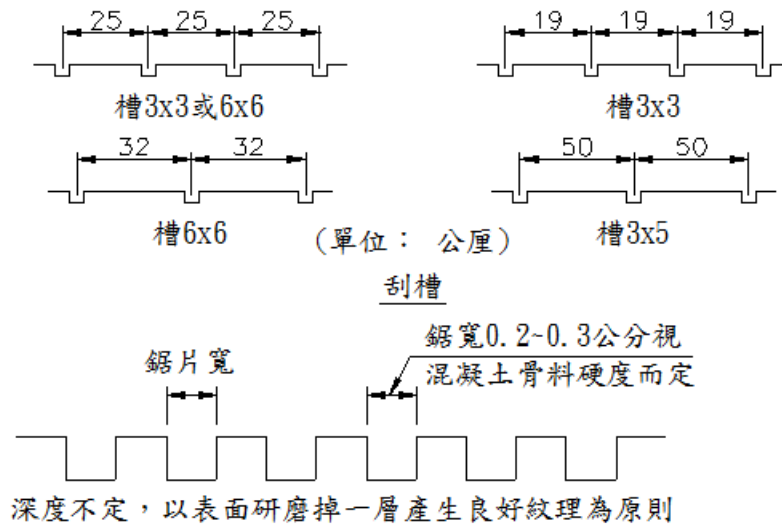 25 25 25
19 19 19
槽3x3或6x6
槽3x3
32 32
50 50
槽6x6
(單位: 公厘)
槽3x5
刮槽
鋸片寬
鋸寬0.2~0.3公分視
混凝土骨料硬度而定
深度不定,以表面研磨掉一層產生良好紋理為原則